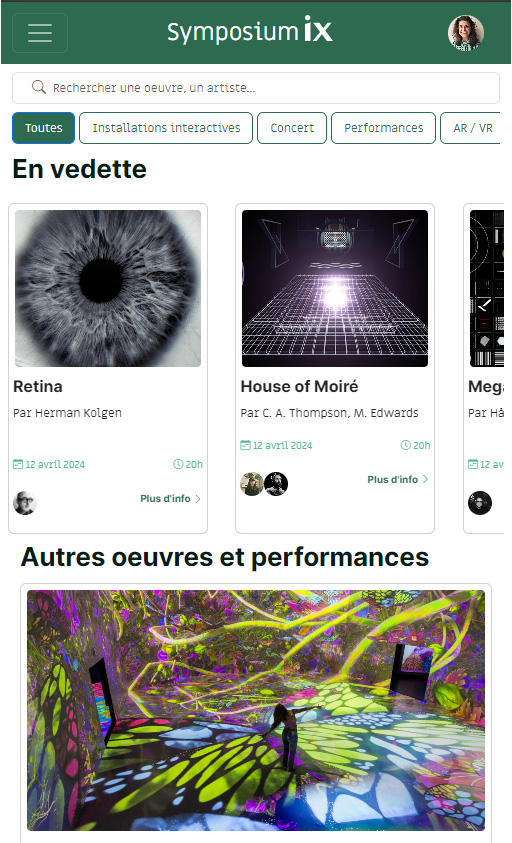 Symposium ix
Rechercher une oeuvre, un artiste...
Toutes
Installations interactives
Concert
Performances
AR / VR
En vedette
Retina
Par Herman Kolgen
12 avril 2024
20h
Plus d'info
House of Moiré
Par C. A. Thompson, M. Edwards
12 avril 2024
20h
Plus d'info
Mega
Par Hå
12 av
Autres oeuvres et performances